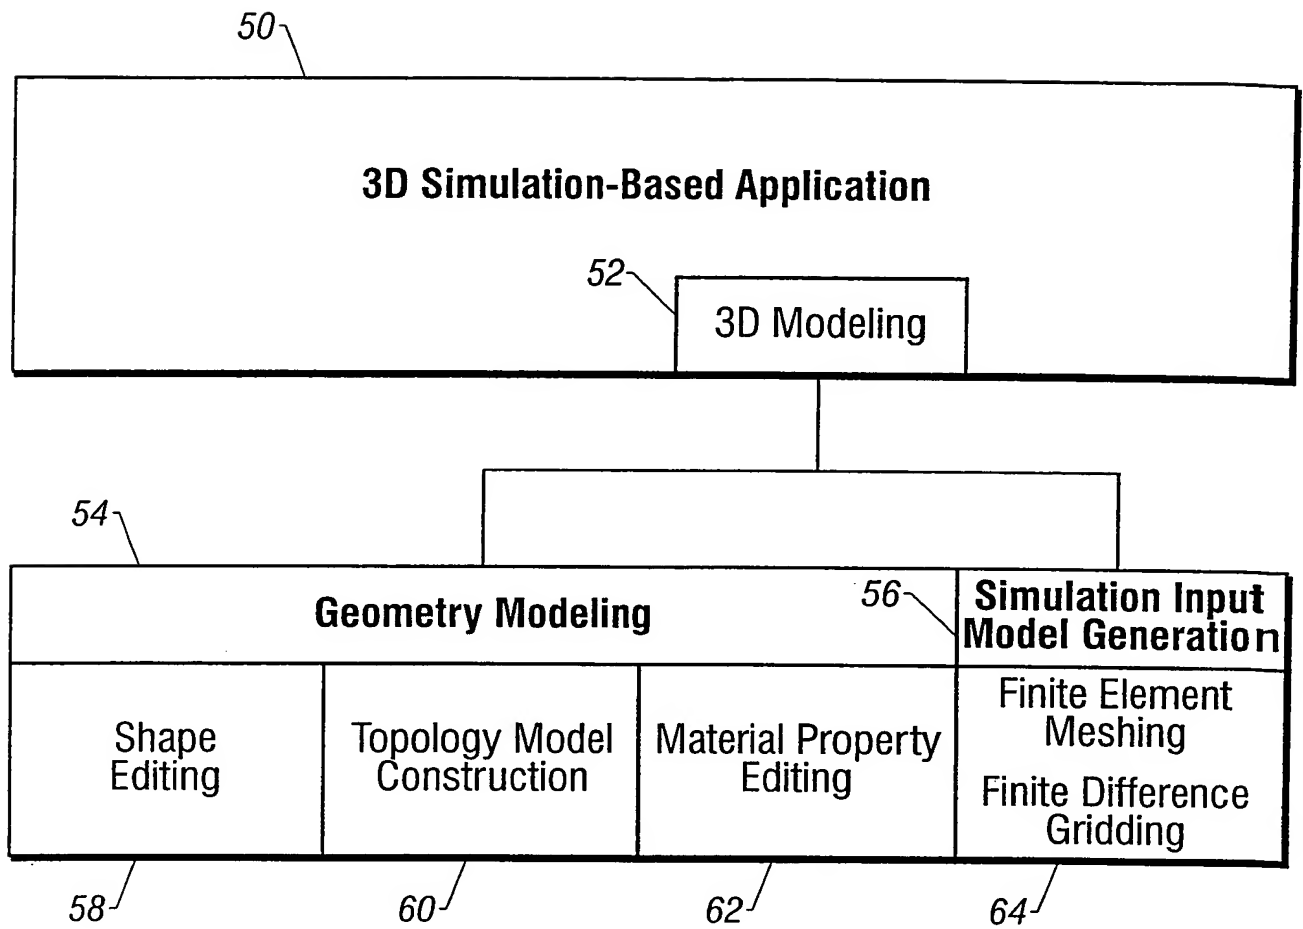 50
3D Simulation-Based Application
52
3D Modeling
54
Geometry Modeling
56
Simulation Input
Model Generation
Shape
Editing
Topology Model
Construction
Material Property
Editing
Finite Element
Meshing
Finite Difference
Gridding
58
60
62
64